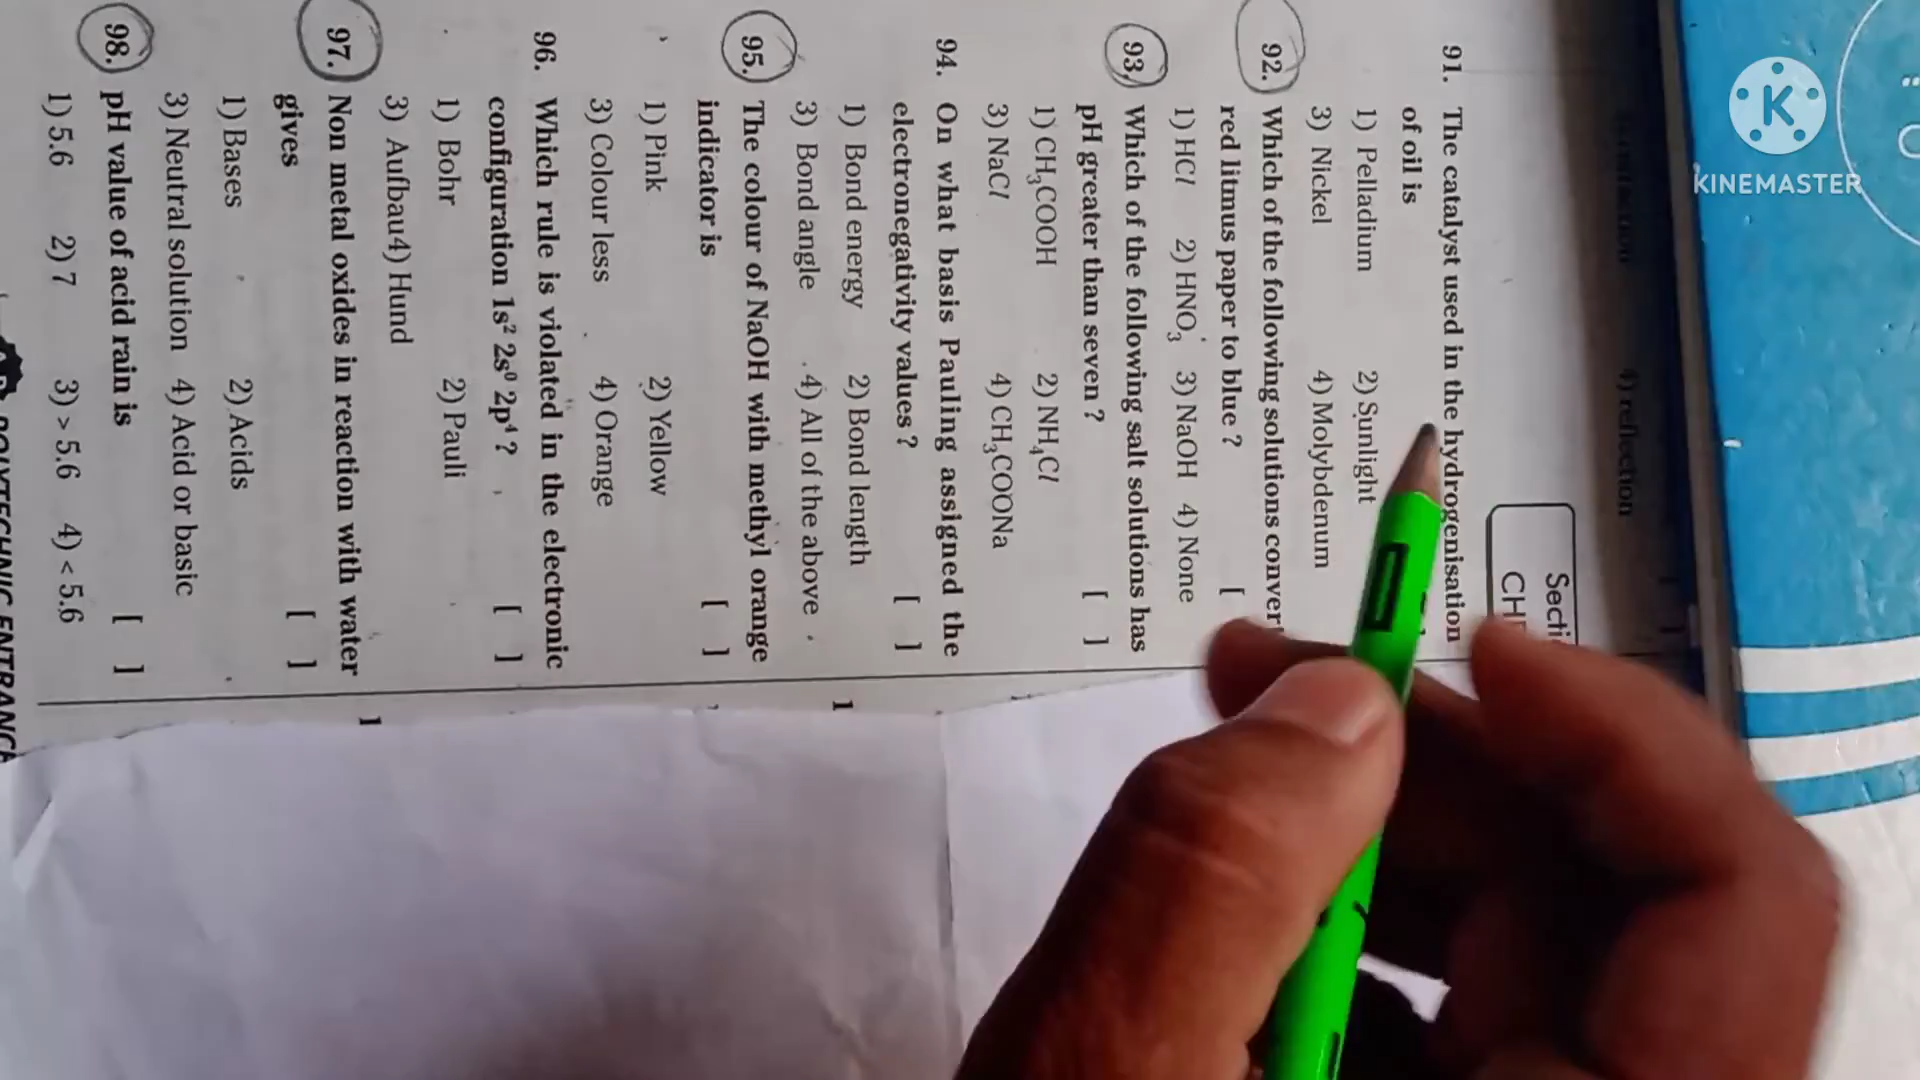 KINEMASTER
4) reflection
Secti
91. The catalyst used in the hydrogenisation
of oil is
1) Pelladium 2) Sunlight
3) Nickel 4) Molybdenum
92. Which of the following solutions conver
red litmus paper to blue ? [
1) HCl 2) HNO₃ 3) NaOH 4) None
93. Which of the following salt solutions has
pH greater than seven ? [ ]
1) CH₃COOH 2) NH₄Cl
3) NaCl 4) CH₃COONa
94. On what basis Pauling assigned the
electronegativity values ? [ ]
1) Bond energy 2) Bond length
3) Bond angle 4) All of the above
95. The colour of NaOH with methyl orange
indicator is [ ]
1) Pink 2) Yellow
3) Colour less 4) Orange
96. Which rule is violated in the electronic
configuration 1s² 2s⁰ 2p⁴ ? [ ]
1) Bohr 2) Pauli
3) Aufbau 4) Hund
97. Non metal oxides in reaction with water
gives [ ]
1) Bases 2) Acids
3) Neutral solution 4) Acid or basic
98. pH value of acid rain is [ ]
1) 5.6 2) 7 3) > 5.6 4) < 5.6
POLYTECHNIC ENTRANCE
1
1